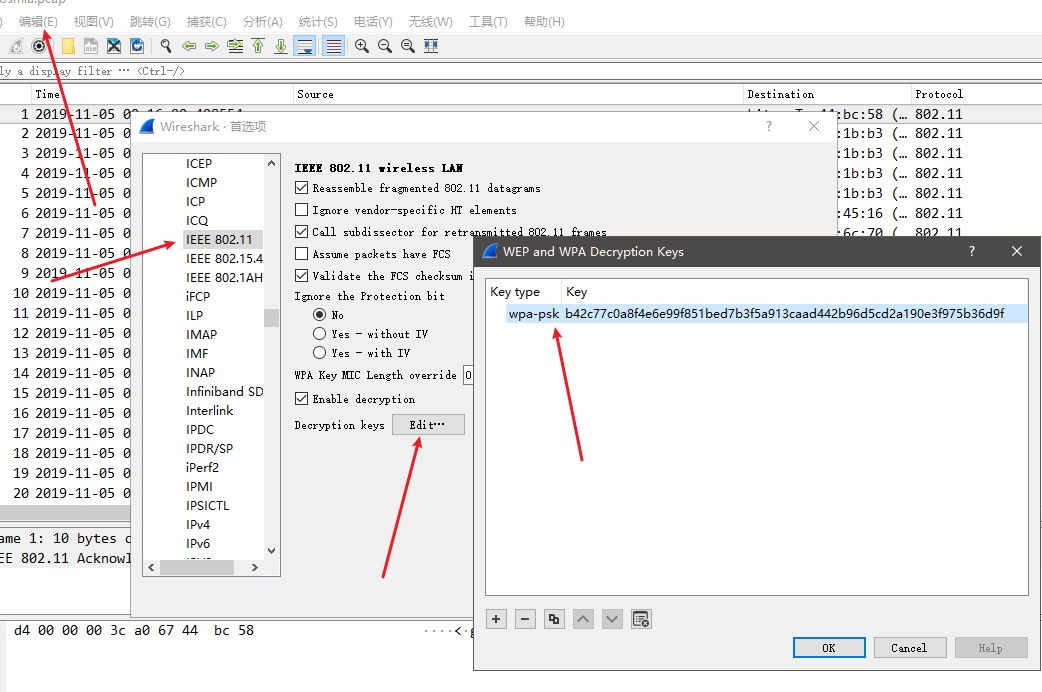 osmia.pcap
编辑(E) 视图(V) 跳转(G) 捕获(C) 分析(A) 统计(S) 电话(Y) 无线(W) 工具(T) 帮助(H)
ly a display filter … <Ctrl-/>
Time Source Destination Protocol
1 2019-11-05 (… 802.11
2 2019-11-05 0 :1b:b3 (… 802.11
3 2019-11-05 0 :1b:b3 (… 802.11
4 2019-11-05 0 :1b:b3 (… 802.11
5 2019-11-05 0 :1b:b3 (… 802.11
6 2019-11-05 0 :45:16 (… 802.11
7 2019-11-05 0 :6c:70 (… 802.11
8 2019-11-05 0
9 2019-11-05 0
10 2019-11-05 0
11 2019-11-05 0
12 2019-11-05 0
13 2019-11-05 0
14 2019-11-05 0
15 2019-11-05 0
16 2019-11-05 0
17 2019-11-05 0
18 2019-11-05 0
19 2019-11-05 0
20 2019-11-05 0
ame 1: 10 bytes
EE 802.11 Acknowl
d4 00 00 00 3c a0 67 44 bc 58 ····<·g
Wireshark · 首选项
ICEP
ICMP
ICP
ICQ
IEEE 802.11
IEEE 802.15.4
IEEE 802.1AH
iFCP
ILP
IMAP
IMF
INAP
Infiniband SD
Interlink
IPDC
IPDR/SP
iPerf2
IPMI
IPSICTL
IPv4
IPv6
IEEE 802.11 wireless LAN
Reassemble fragmented 802.11 datagrams
Ignore vendor-specific HT elements
Call subdissector for retransmitted 802.11 frames
Assume packets have FCS
Validate the FCS checksum i
Ignore the Protection bit
No
Yes - without IV
Yes - with IV
WPA Key MIC Length override 0
Enable decryption
Decryption keys Edit…
WEP and WPA Decryption Keys
Key type Key
wpa-psk b42c77c0a8f4e6e99f851bed7b3f5a913caad442b96d5cd2a190e3f975b36d9f
OK Cancel Help